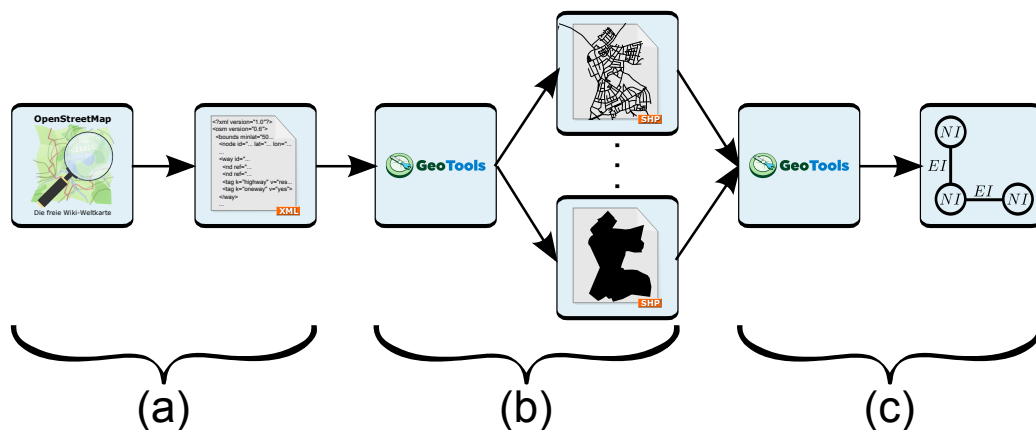 OpenStreetMap
Die freie Wiki-Weltkarte
<?xml version="1.0"?>
<osm version="0.6">
<bounds minlat="50...
<node id="... lat="... lon="...
...
<way id="...
<nd ref="...
<nd ref="...
<tag k="highway" v="res...
<tag k="oneway" v="yes">
</way>
...
XML
GeoTools
SHP
SHP
GeoTools
NI
EI
NI
EI
NI
(a)
(b)
(c)